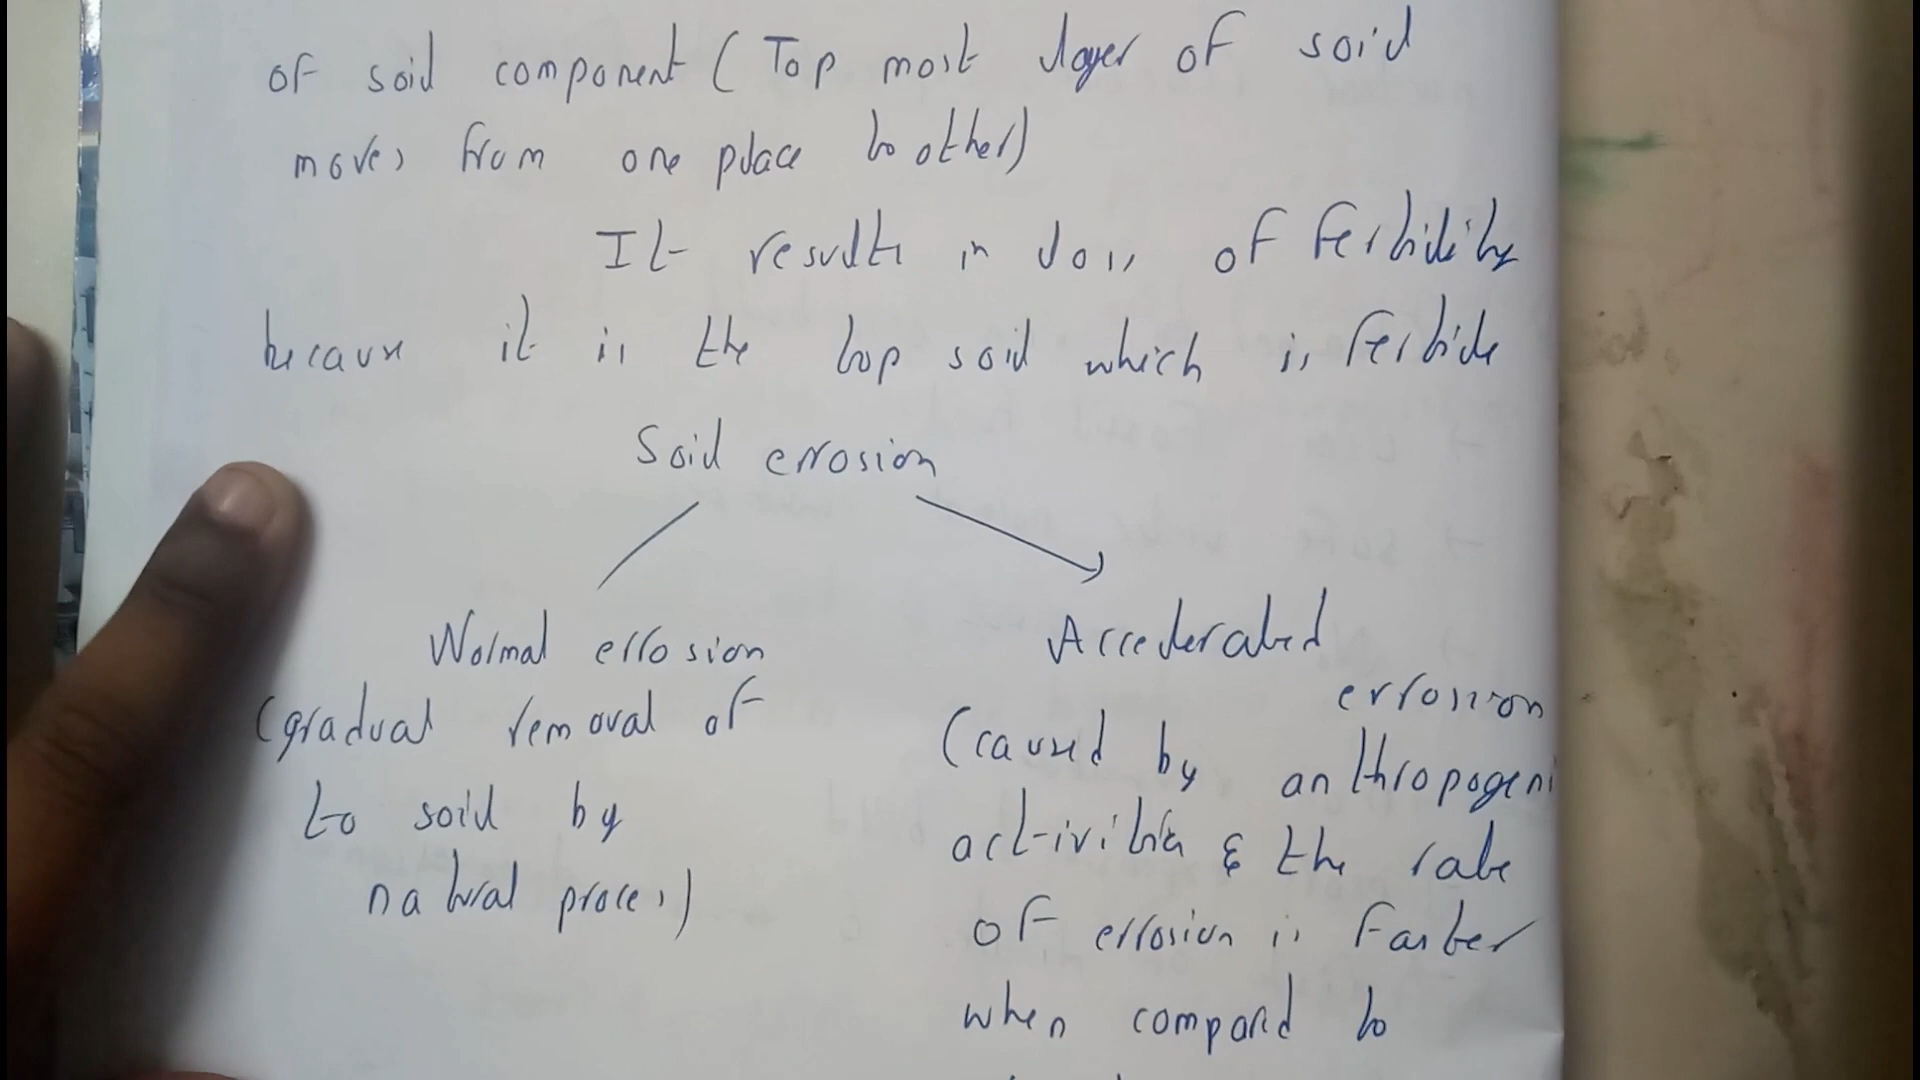 of soil component (Top most layer of soil
moves from one place to other)
It results in loss of fertility
because it is the top soil which is fertile
Soil errosion
Normal errosion
(gradual removal of
to soil by
natural process)
Accelerated
errosion
(caused by anthropogeni
activities & the rate
of errosion is faster
when compared to